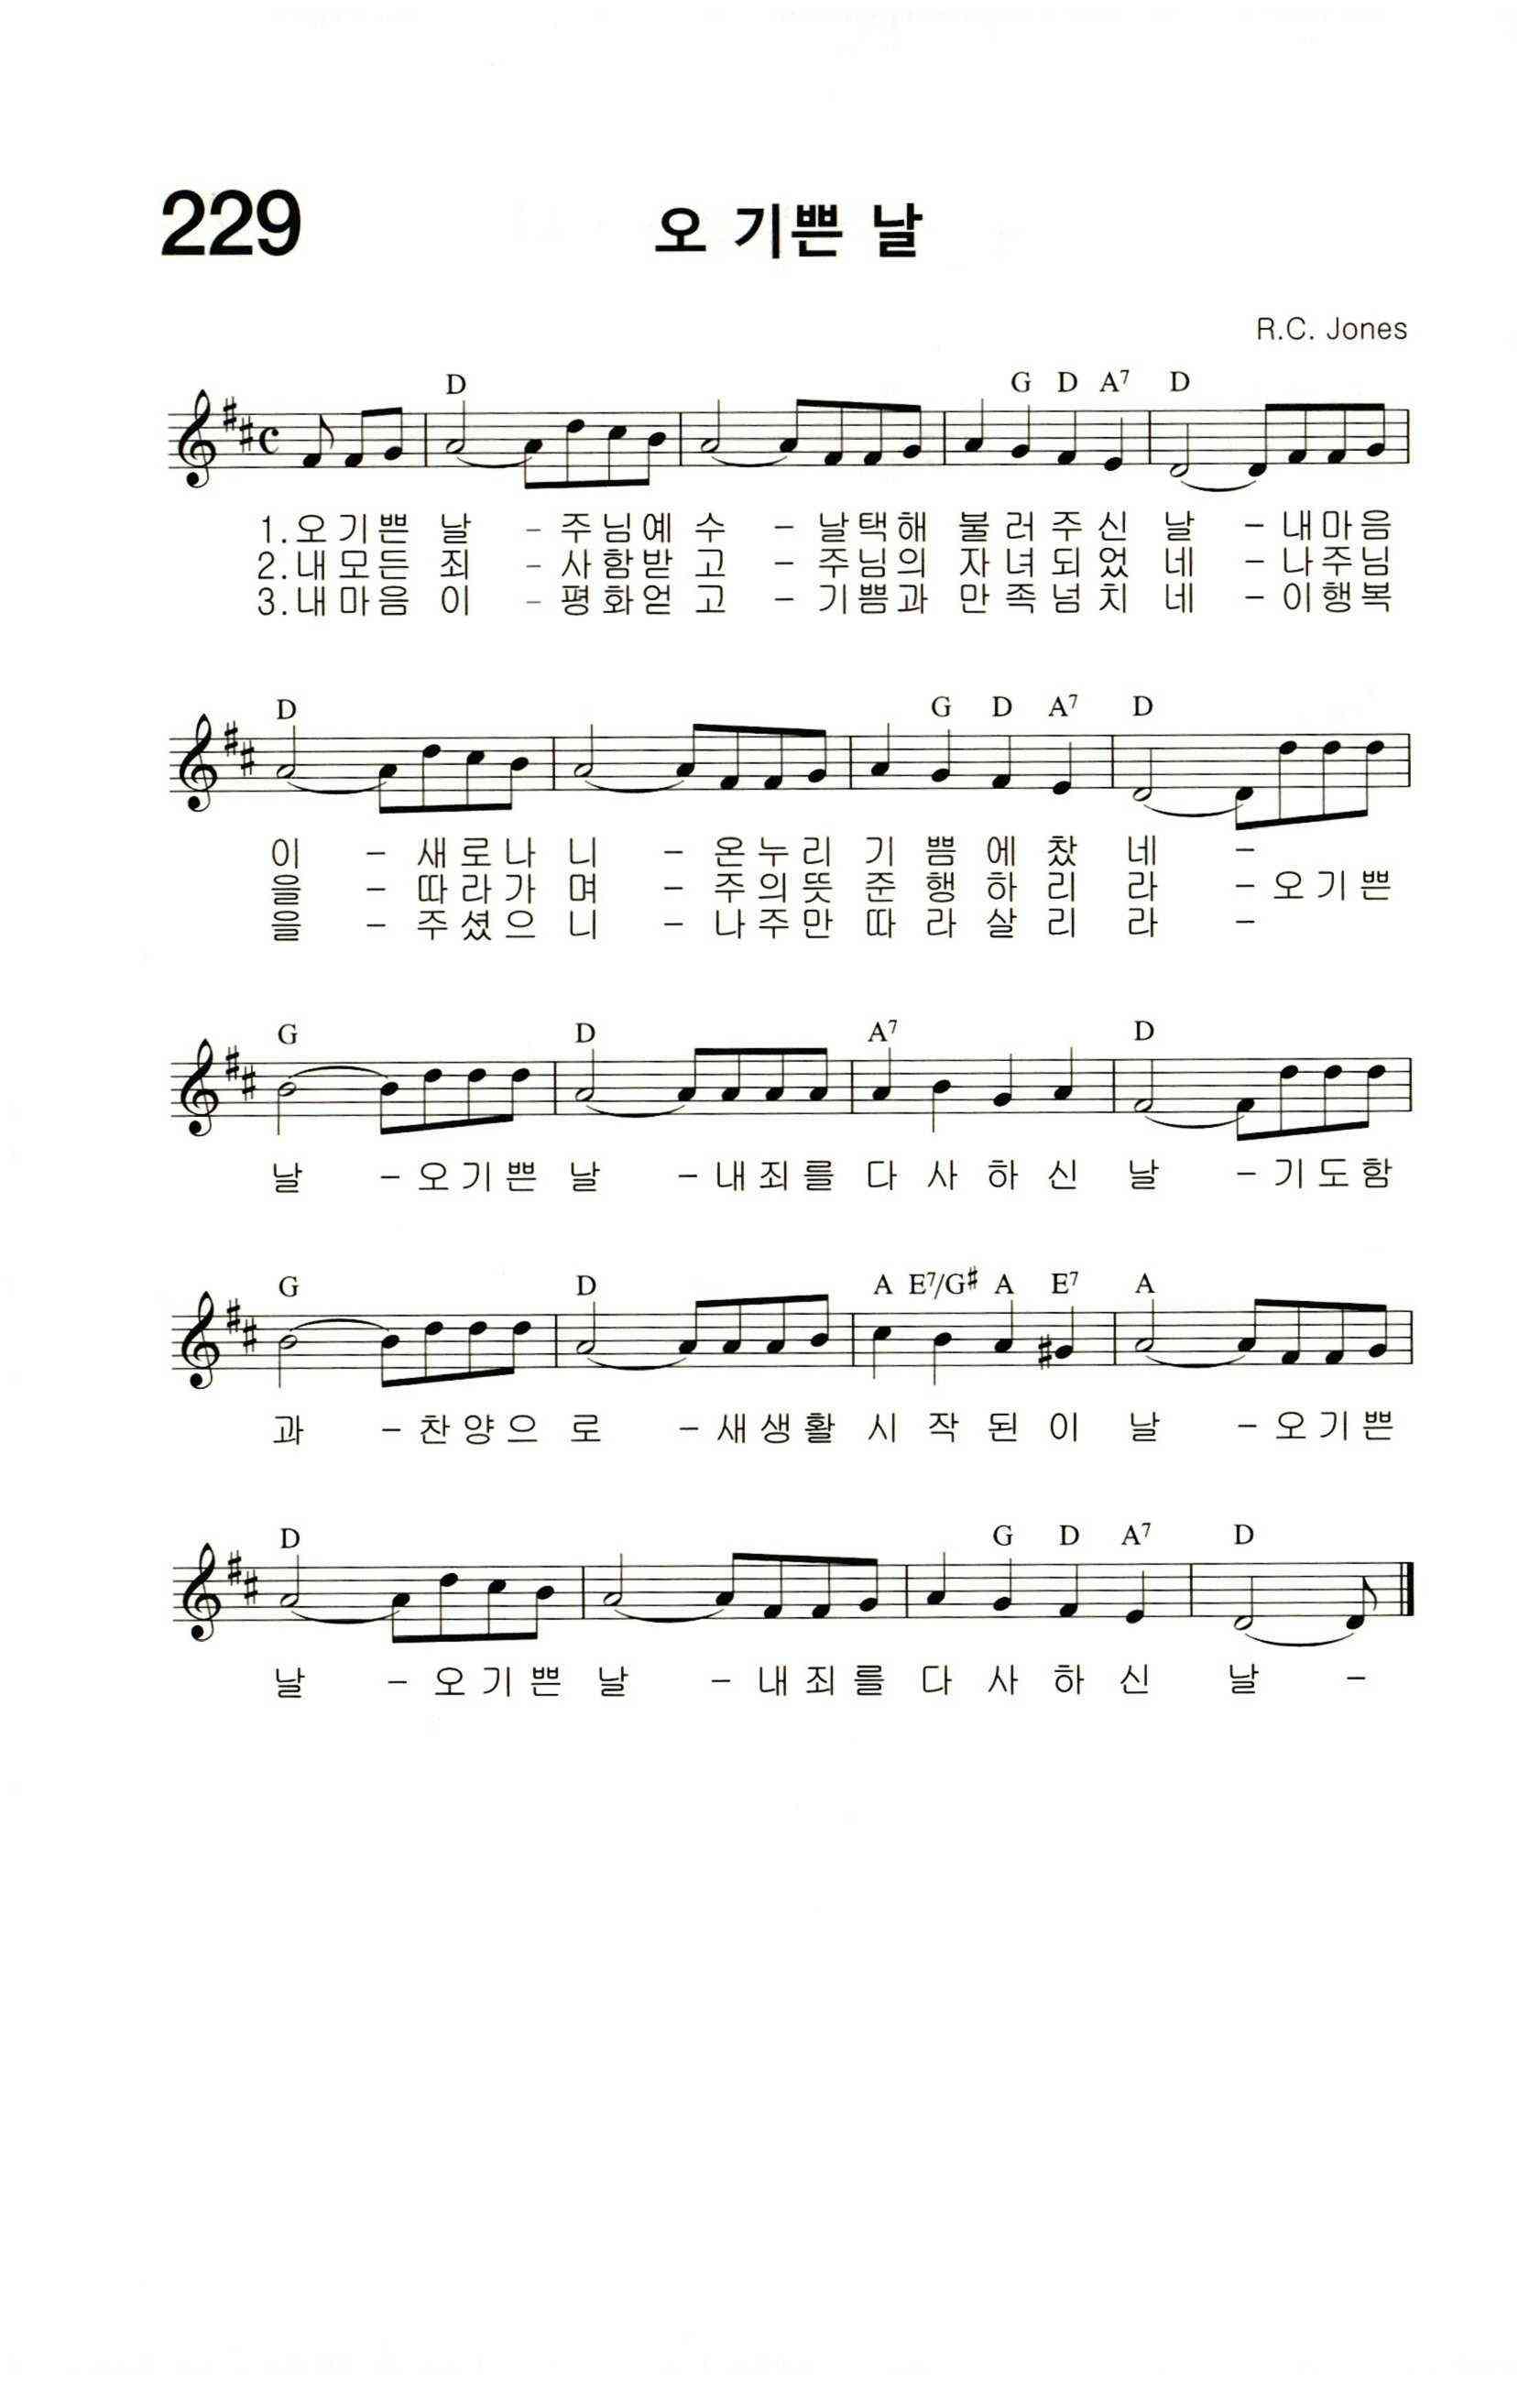 229
오 기쁜 날
R.C. Jones
D G D A7 D
1.오기쁜 날 - 주님예 수 - 날택해 불러주신 날 - 내마음
2.내모든 죄 - 사함받 고 - 주님의 자녀되었 네 - 나주님
3.내마음 이 - 평화얻 고 - 기쁨과 만족넘치 네 - 이행복
D G D A7 D
이 - 새로나 니 - 온누리 기쁨에찼 네 -
을 - 따라가 며 - 주의뜻 준행하리 라 - 오기쁜
을 - 주셨으 니 - 나주만 따라살리 라 -
G D A7 D
날 - 오기쁜 날 - 내죄를 다사하신 날 - 기도함
G D A E7/G♯ A E7 A
과 - 찬양으 로 - 새생활 시작된이 날 - 오기쁜
D G D A7 D
날 - 오기쁜 날 - 내죄를 다사하신 날 -